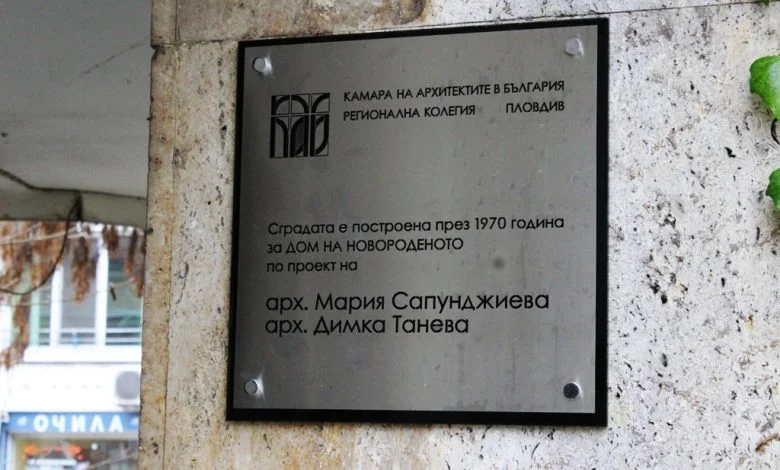 КАМАРА НА АРХИТЕКТИТЕ В БЪЛГАРИЯ
РЕГИОНАЛНА КОЛЕГИЯ ПЛОВДИВ
Сградата е построена през 1970 година
за ДОМ НА НОВОРОДЕНОТО
по проект на
арх. Мария Сапунджиева
арх. Димка Танева
ОЧИЛА